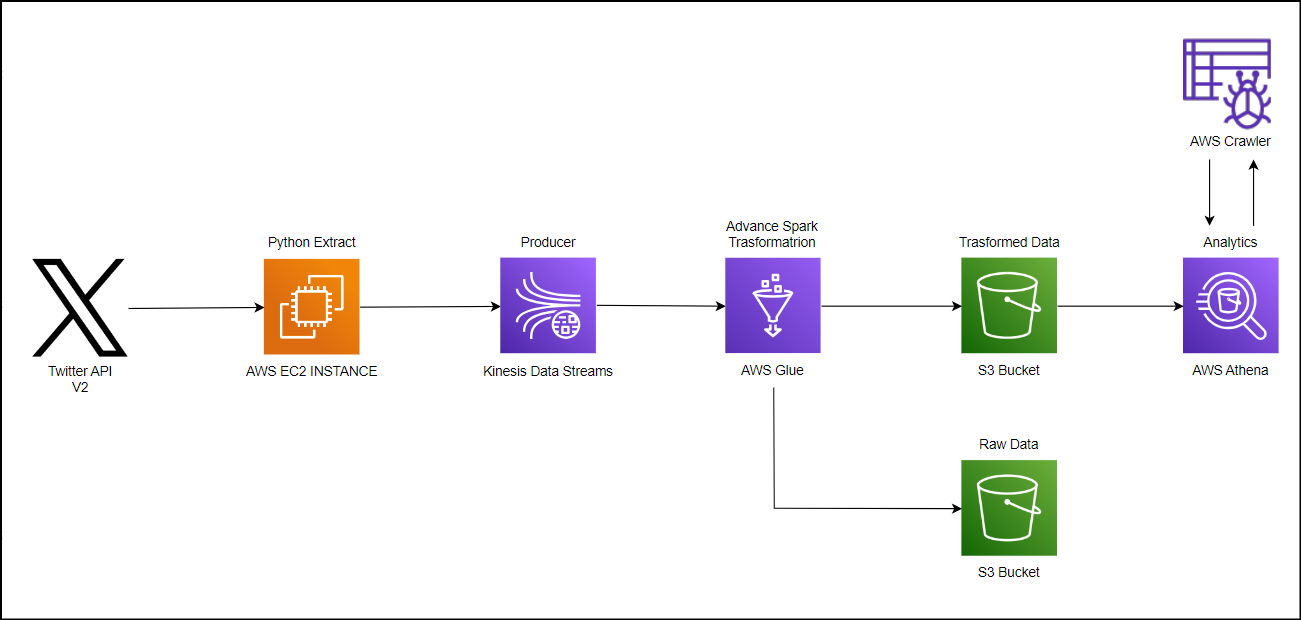 AWS Crawler
Advance Spark
Trasformatrion
Python Extract
Producer
Trasformed Data
Analytics
Twitter API
V2
AWS EC2 INSTANCE
Kinesis Data Streams
AWS Glue
S3 Bucket
AWS Athena
Raw Data
S3 Bucket